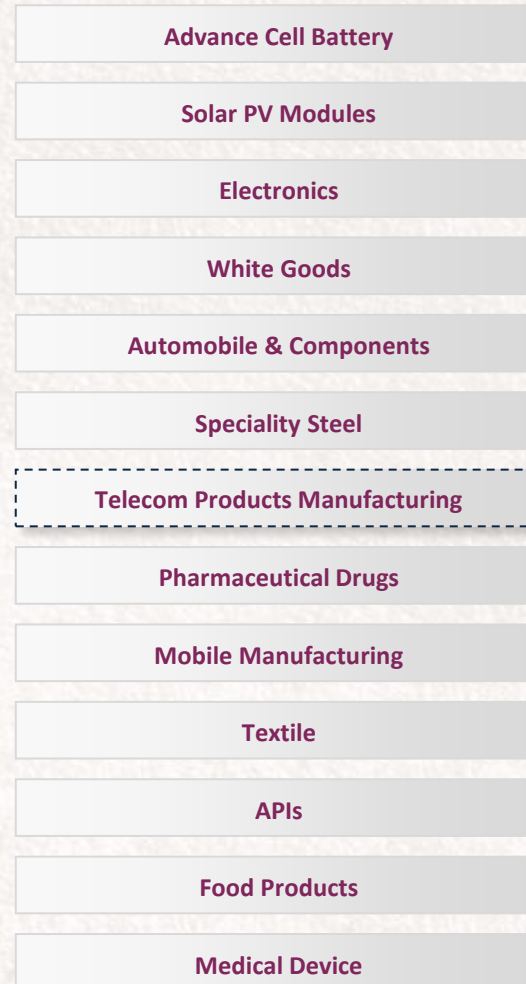 Advance Cell Battery
Solar PV Modules
Electronics
White Goods
Automobile & Components
Speciality Steel
Telecom Products Manufacturing
Pharmaceutical Drugs
Mobile Manufacturing
Textile
APIs
Food Products
Medical Device